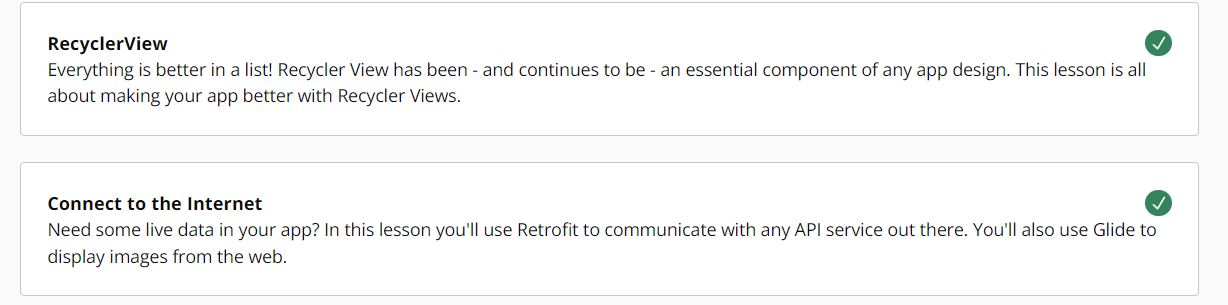 RecyclerView
Everything is better in a list! Recycler View has been - and continues to be - an essential component of any app design. This lesson is all
about making your app better with Recycler Views.
Connect to the Internet
Need some live data in your app? In this lesson you'll use Retrofit to communicate with any API service out there. You'll also use Glide to
display images from the web.